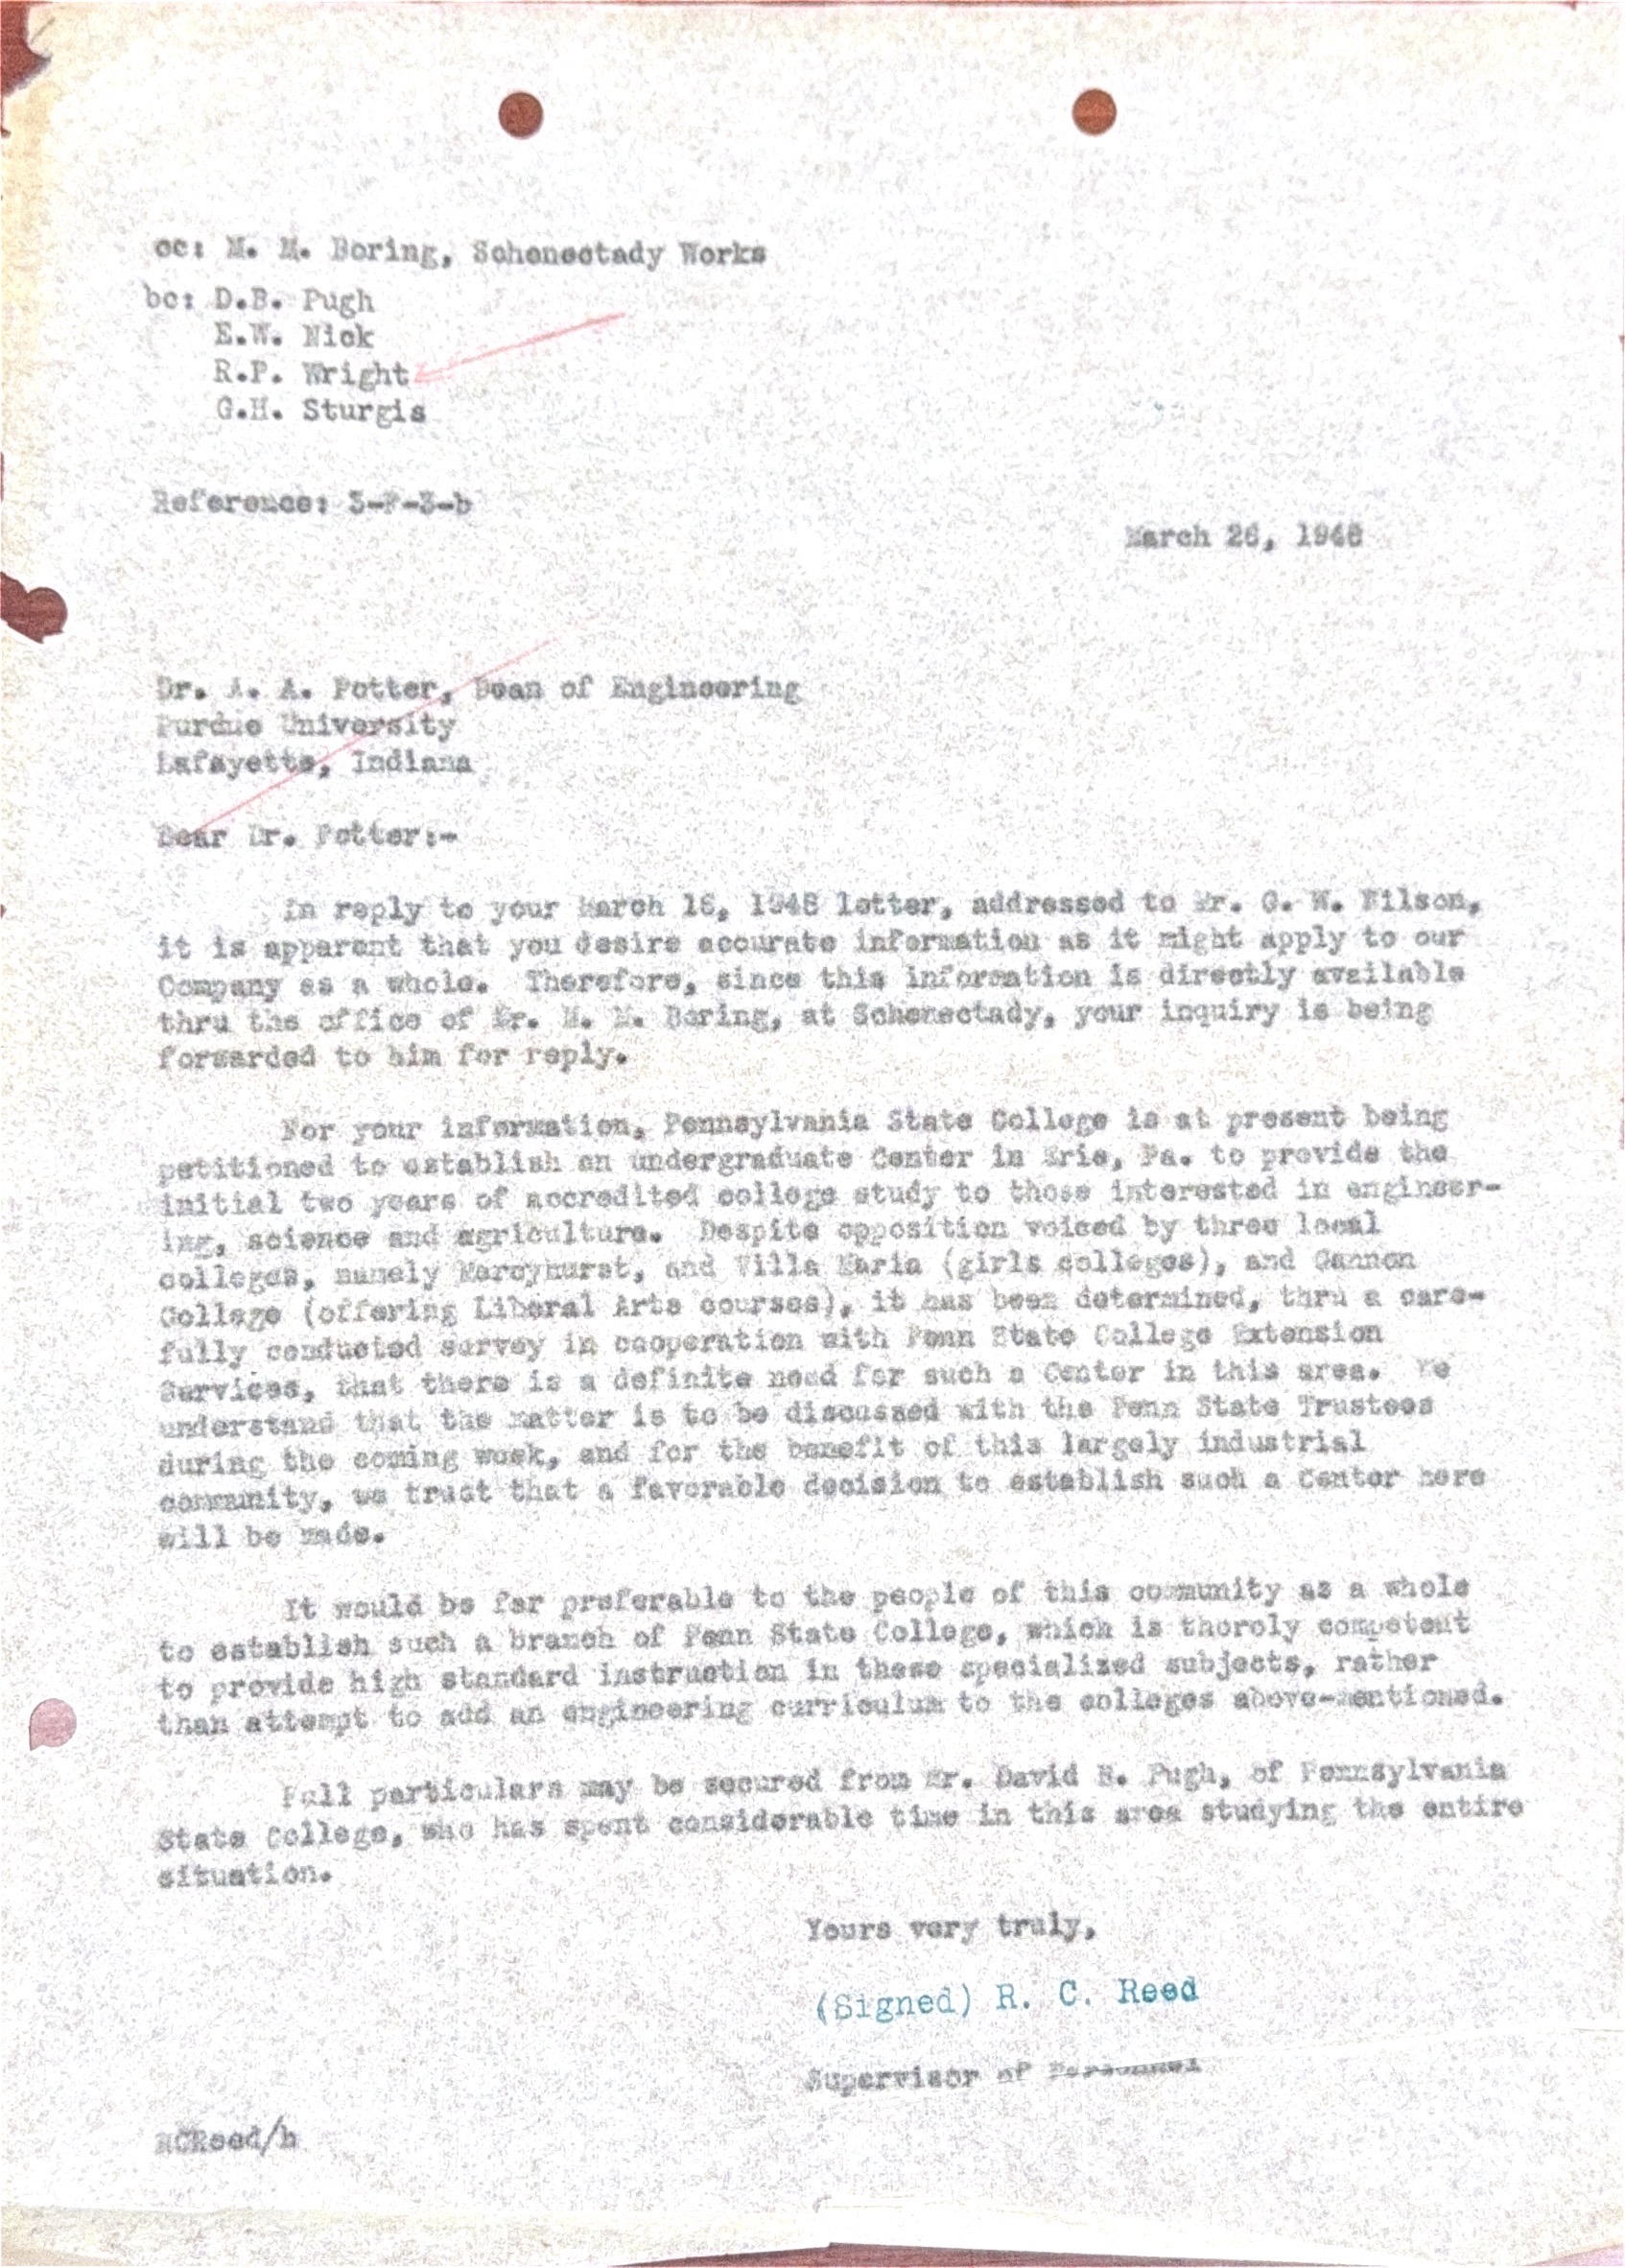 cc: M. M. Boring, Schenectady Works
bc: D.B. Pugh
E.W. Nick
R.P. Wright
G.H. Sturgis
Reference: 3-F-3-b
March 26, 1948
Dr. A. A. Potter, Dean of Engineering
Purdue University
Lafayette, Indiana
Dear Dr. Potter:-
In reply to your March 16, 1948 letter, addressed to Mr. G. W. Wilson,
it is apparent that you desire accurate information as it might apply to our
Company as a whole. Therefore, since this information is directly available
thru the office of Mr. M. M. Boring, at Schenectady, your inquiry is being
forwarded to him for reply.
For your information, Pennsylvania State College is at present being
petitioned to establish an undergraduate Center in Erie, Pa. to provide the
initial two years of accredited college study to those interested in engineer-
ing, science and agriculture. Despite opposition voiced by three local
colleges, namely Mercyhurst, and Villa Maria (girls colleges), and Gannon
College (offering Liberal Arts courses), it has been determined, thru a care-
fully conducted survey in cooperation with Penn State College Extension
Services, that there is a definite need for such a Center in this area. We
understand that the matter is to be discussed with the Penn State Trustees
during the coming week, and for the benefit of this largely industrial
community, we trust that a favorable decision to establish such a Center here
will be made.
It would be far preferable to the people of this community as a whole
to establish such a branch of Penn State College, which is thoroly competent
to provide high standard instruction in these specialized subjects, rather
than attempt to add an engineering curriculum to the colleges above-mentioned.
Full particulars may be secured from Mr. David B. Pugh, of Pennsylvania
State College, who has spent considerable time in this area studying the entire
situation.
Yours very truly,
(Signed) R. C. Reed
Supervisor of Personnel
RCReed/h